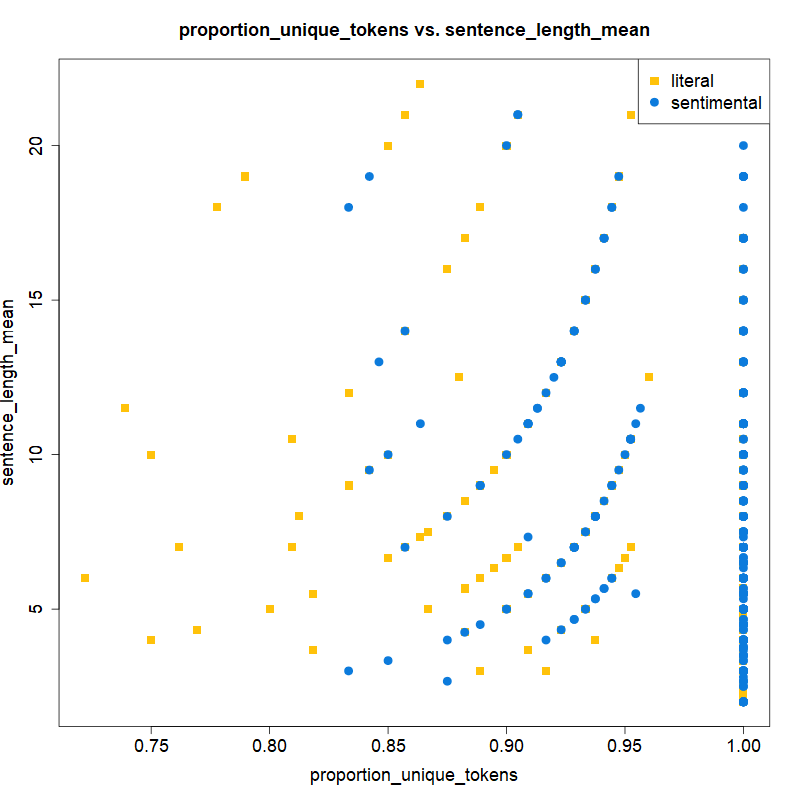 proportion_unique_tokens vs. sentence_length_mean
literal
sentimental
sentence_length_mean
20
15
10
5
0.75 0.80 0.85 0.90 0.95 1.00
proportion_unique_tokens